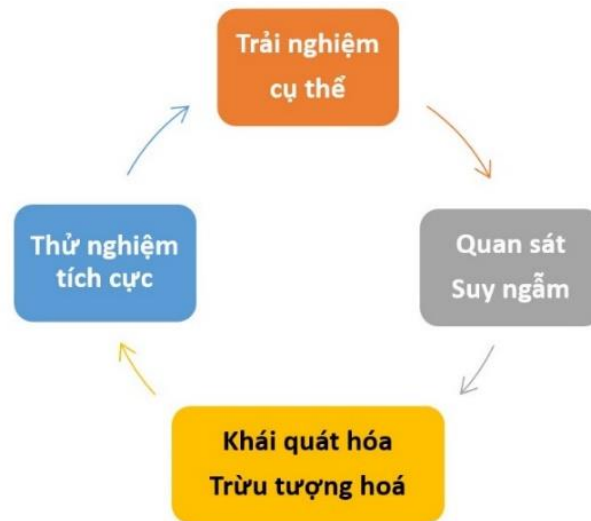 Trải nghiệm
cụ thể
Quan sát
Suy ngẫm
Khái quát hóa
Trừu tượng hoá
Thử nghiệm
tích cực